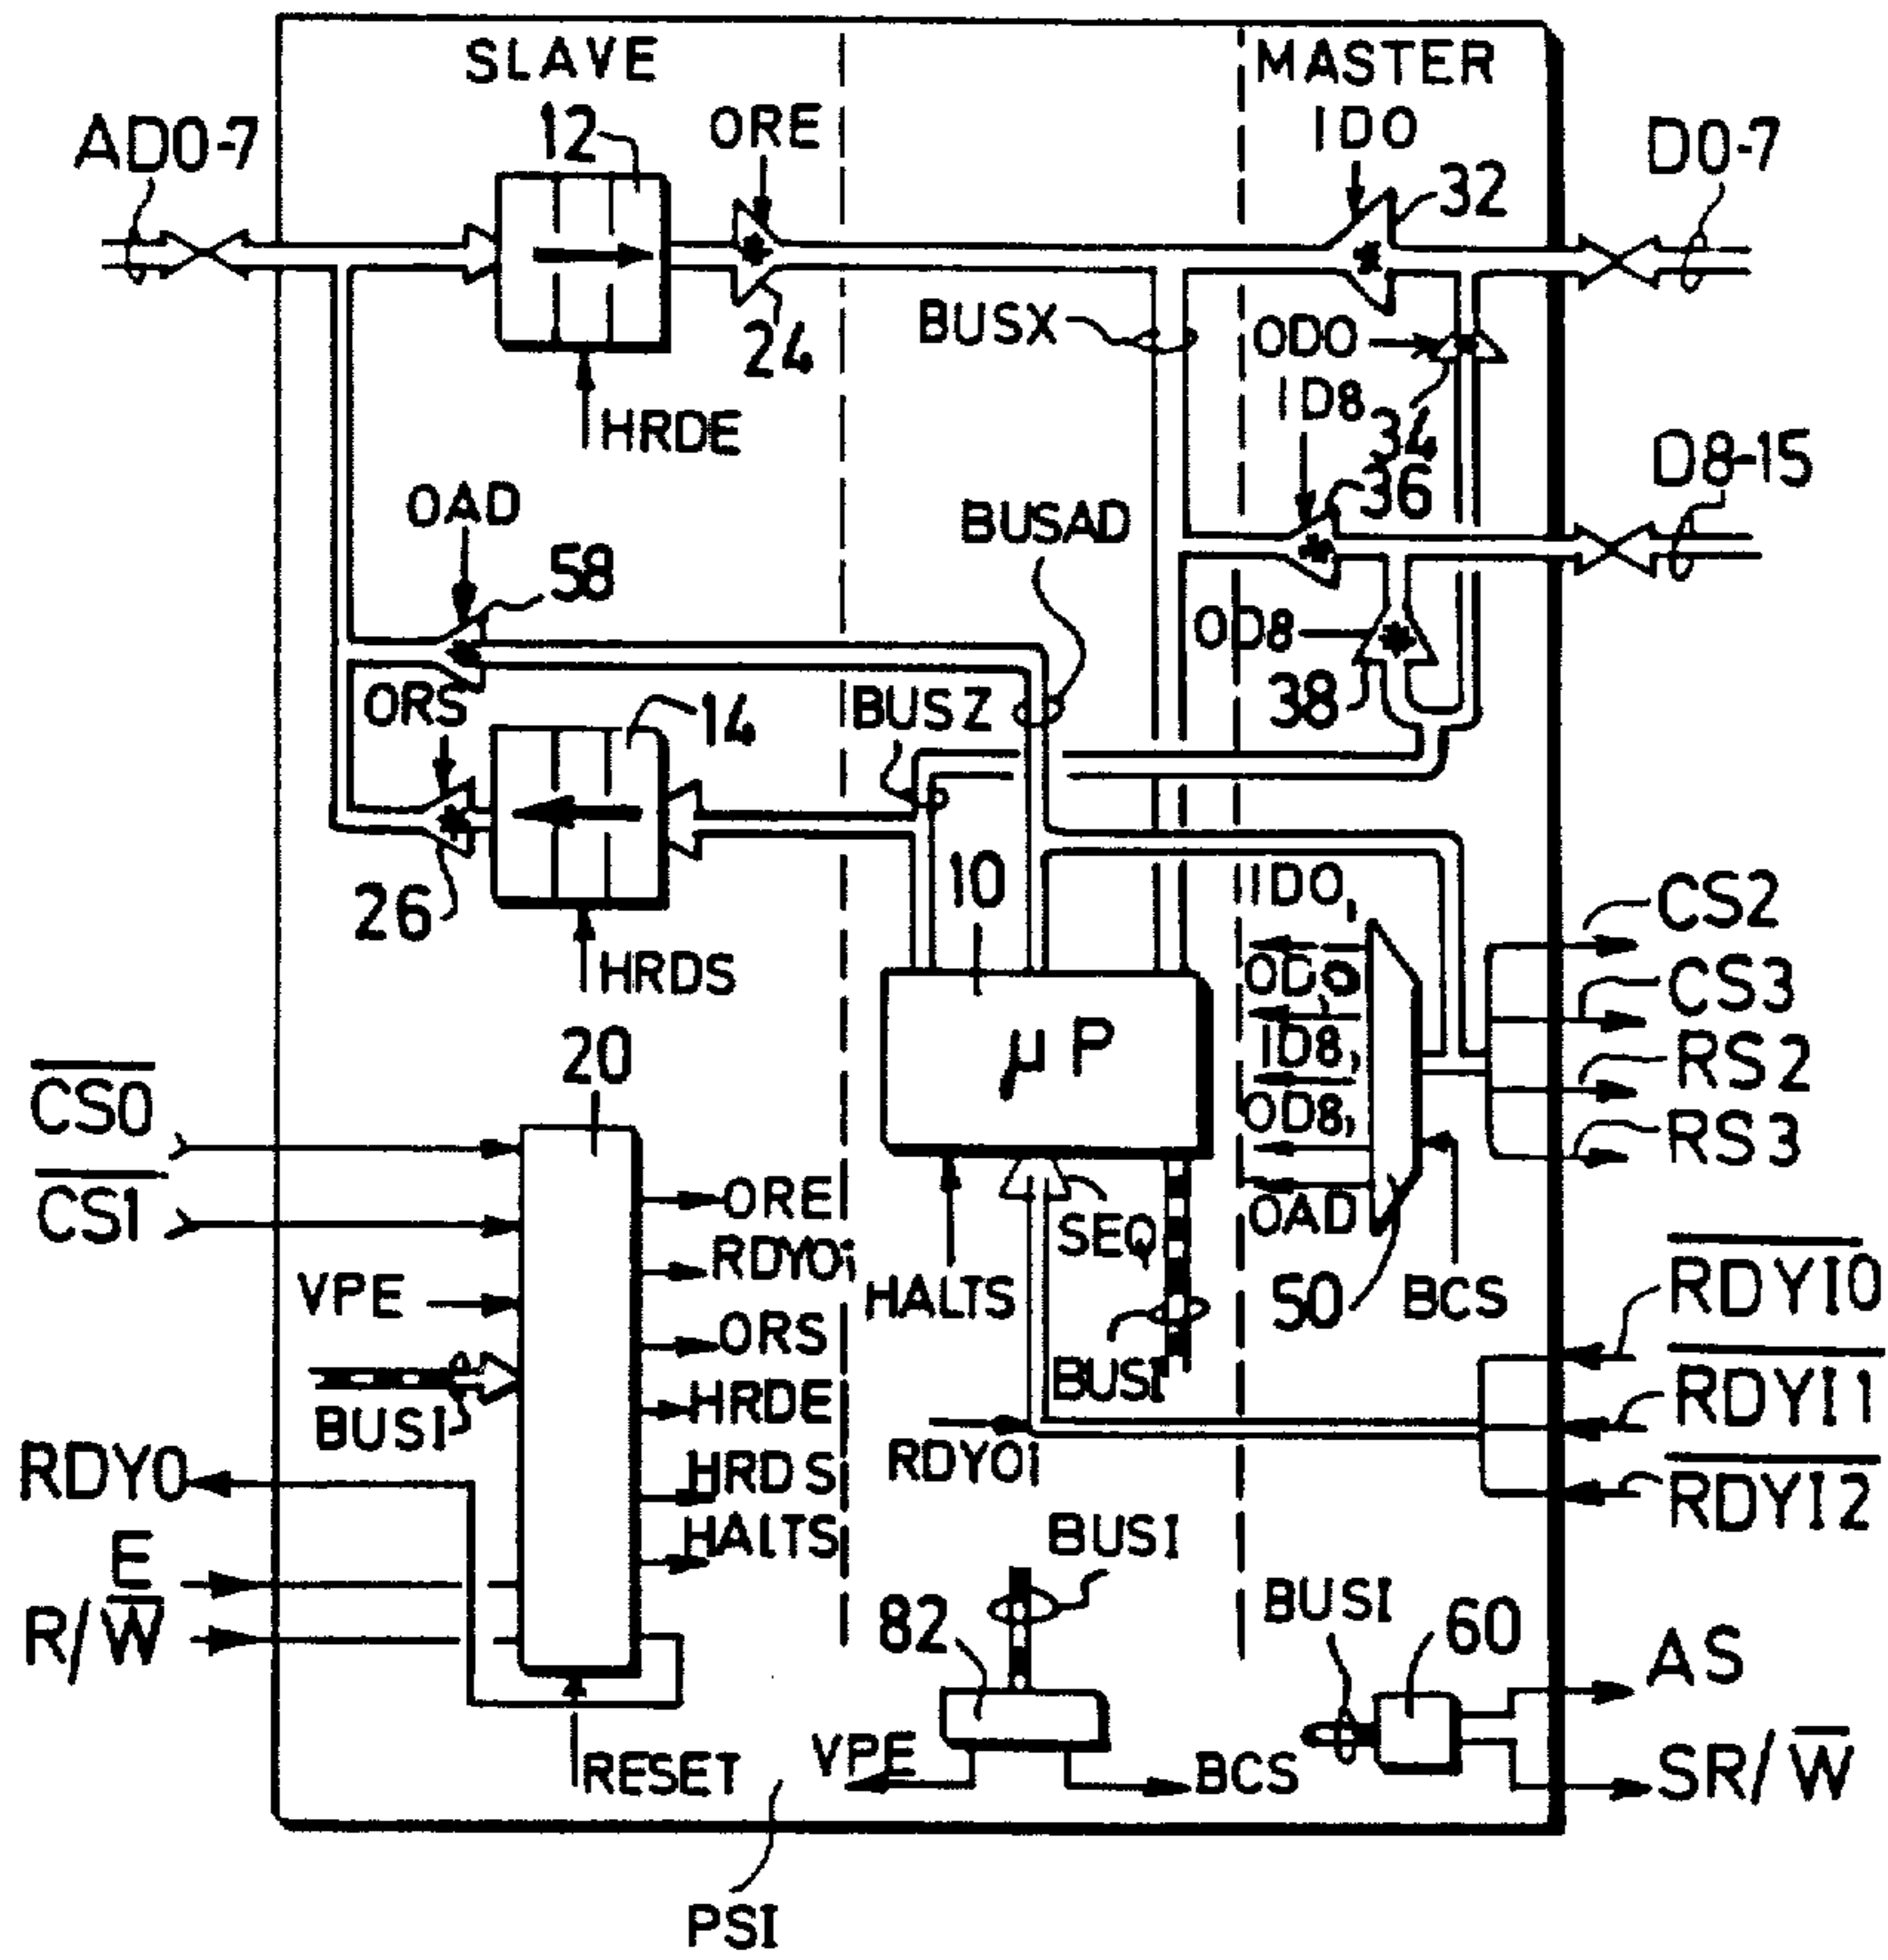 SLAVE
MASTER
AD0-7
12
ORE
IDO
D0-7
32
24
BUSX
ODO
HRDE
ID8
34
D8-15
36
OAD
BUSAD
58
OD8
ORS
14
BUSZ
38
10
IDO,
CS2
26
HRDS
ODO,
CS3
20
μP
ID8,
RS2
CS0
OD8,
RS3
CS1
ORE
SEQ
OAD
RDYOi
VPE
HALTS
50
BCS
RDYI0
ORS
BUSI
BUSI
HRDE
RDYI1
RDYO
RDYOi
HRDS
RDYI2
HALTS
BUSI
E
R/W
82
BUSI
60
AS
RESET
VPE
BCS
SR/W
PSI